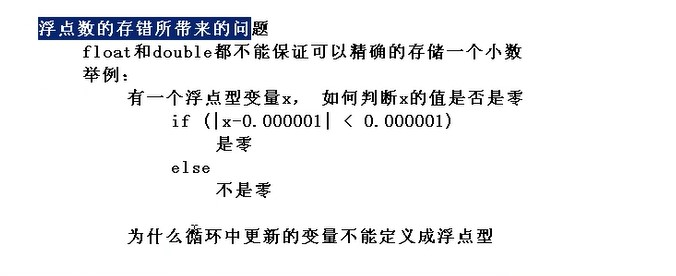 浮点数的存错所带来的问题
float和double都不能保证可以精确的存储一个小数
举例：
有一个浮点型变量x， 如何判断x的值是否是零
if (|x-0.000001| < 0.000001)
是零
else
不是零
为什么循环中更新的变量不能定义成浮点型